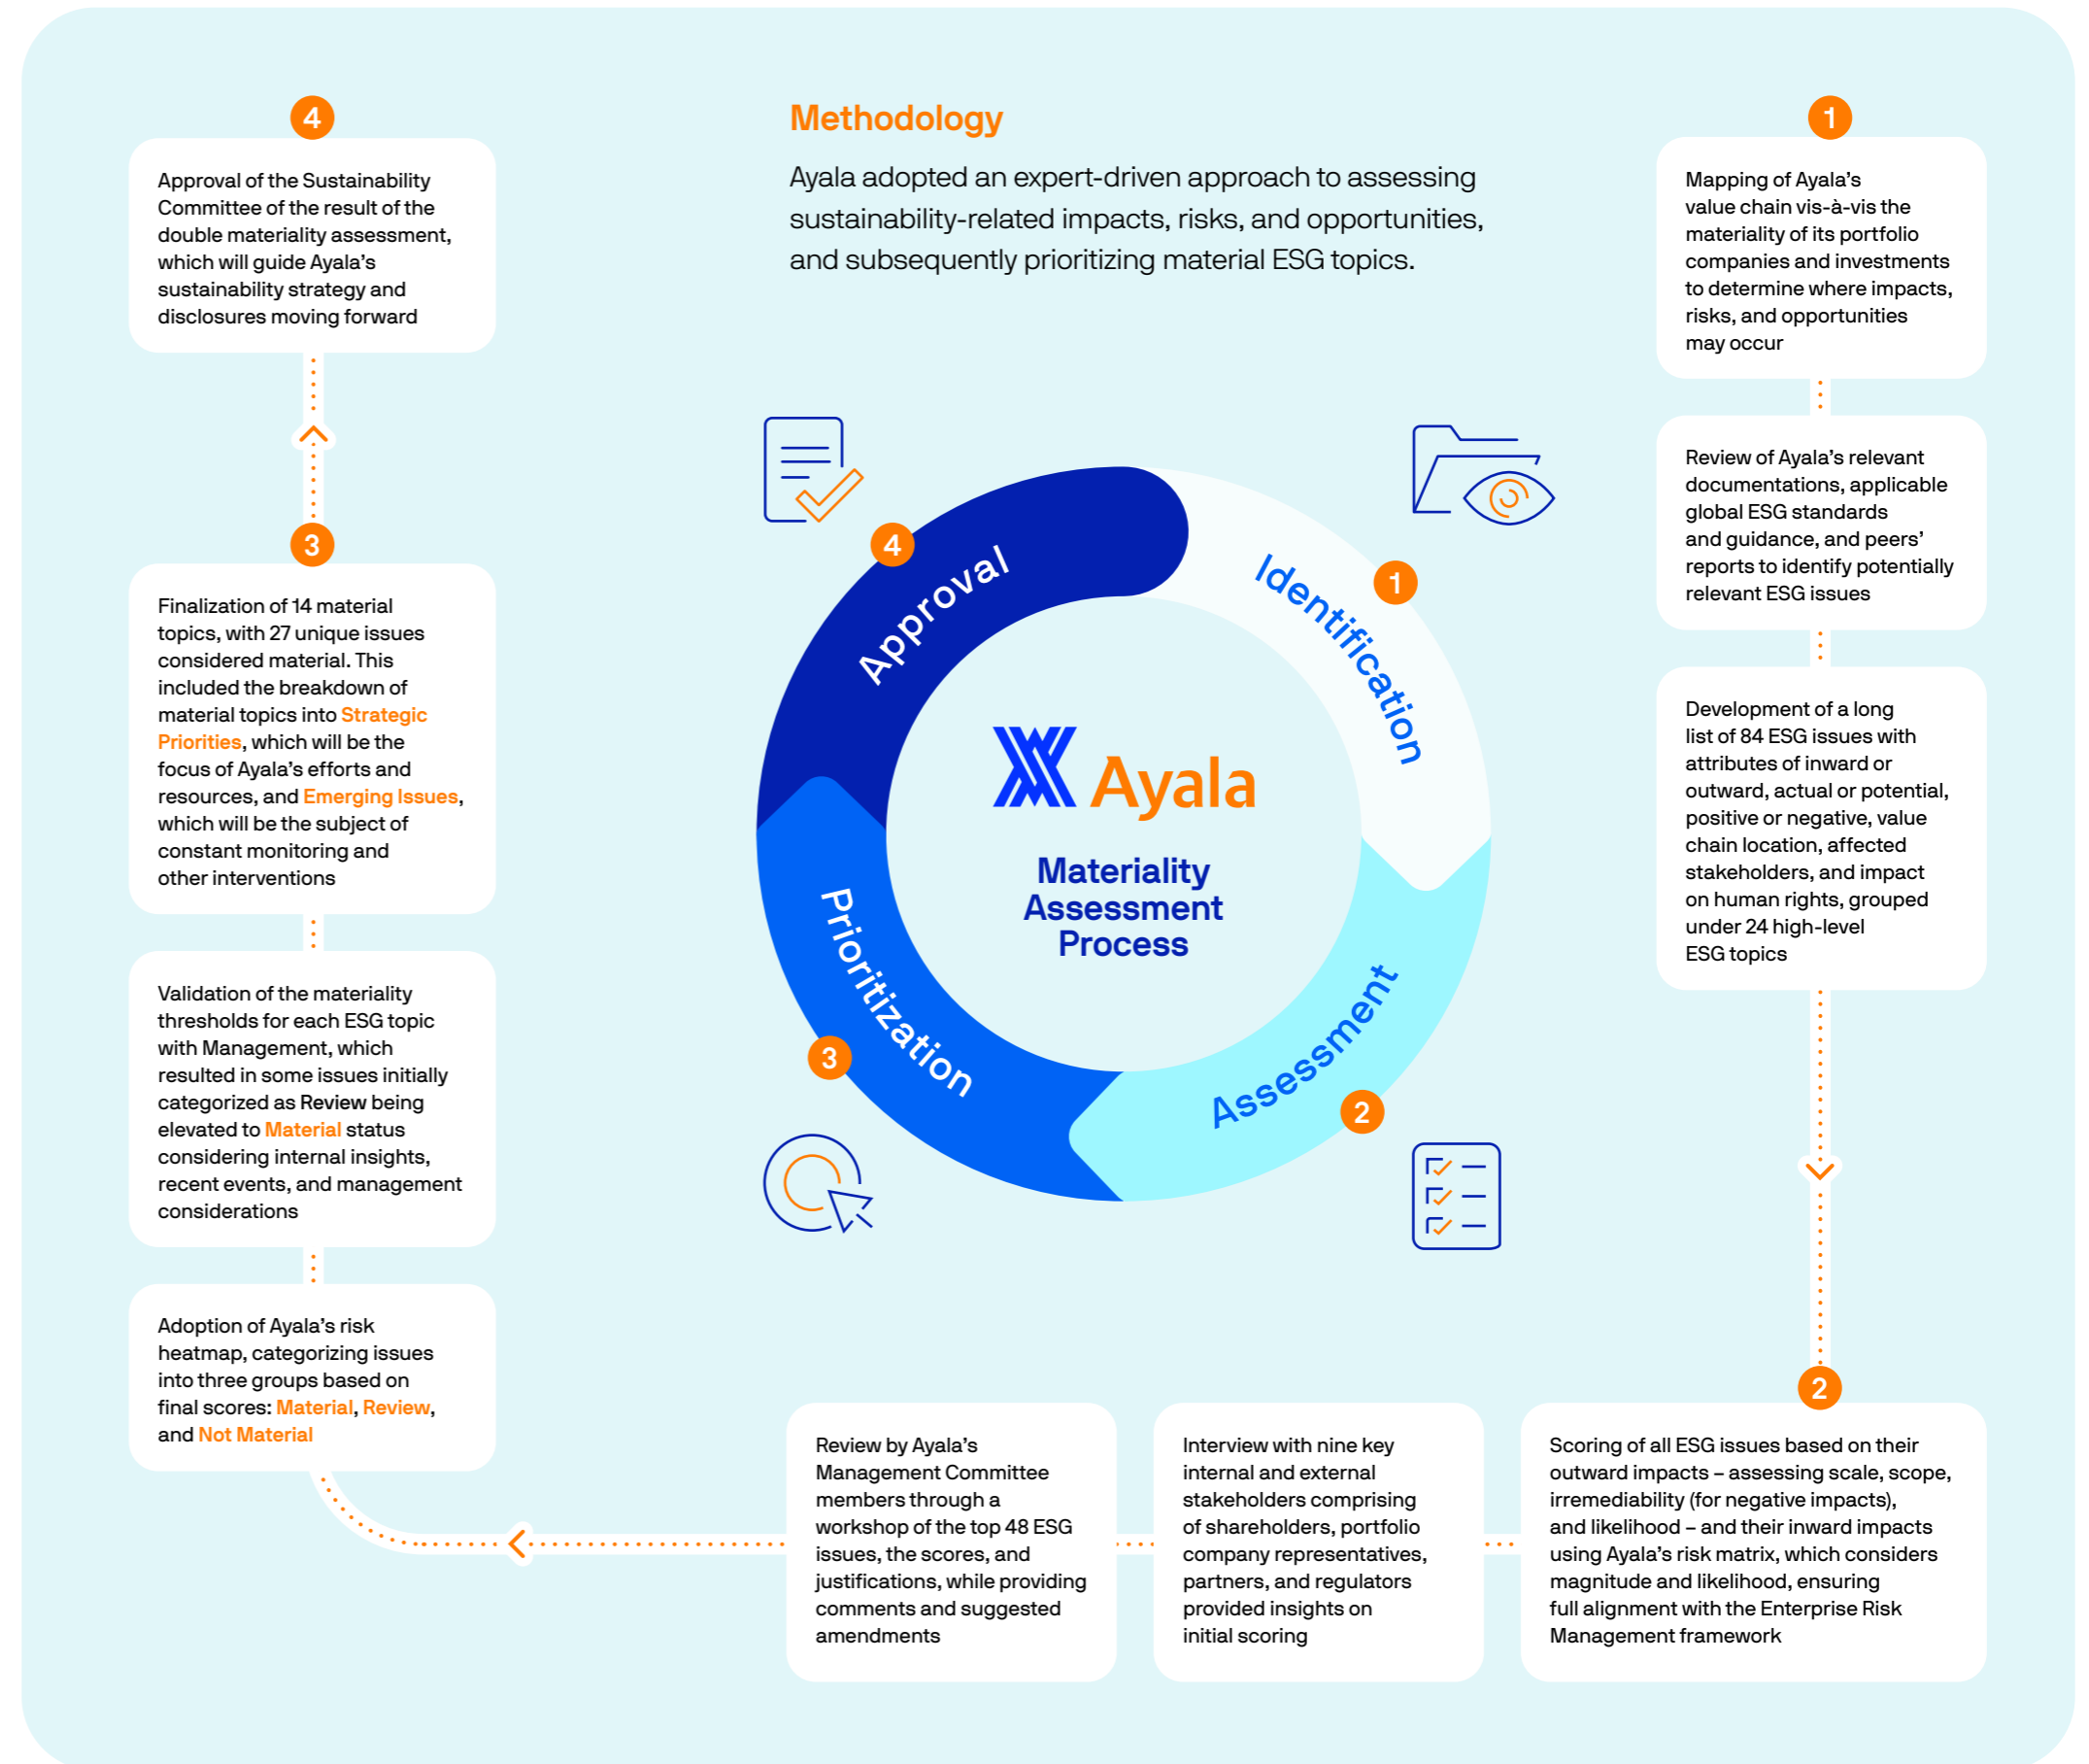 Methodology
Ayala adopted an expert-driven approach to assessing
sustainability-related impacts, risks, and opportunities,
and subsequently prioritizing material ESG topics.
1
Mapping of Ayala’s
value chain vis-à-vis the
materiality of its portfolio
companies and investments
to determine where impacts,
risks, and opportunities
may occur
Review of Ayala’s relevant
documentations, applicable
global ESG standards
and guidance, and peers’
reports to identify potentially
relevant ESG issues
Development of a long
list of 84 ESG issues with
attributes of inward or
outward, actual or potential,
positive or negative, value
chain location, affected
stakeholders, and impact
on human rights, grouped
under 24 high-level
ESG topics
2
Scoring of all ESG issues based on their
outward impacts – assessing scale, scope,
irremediability (for negative impacts),
and likelihood – and their inward impacts
using Ayala’s risk matrix, which considers
magnitude and likelihood, ensuring
full alignment with the Enterprise Risk
Management framework
Interview with nine key
internal and external
stakeholders comprising
of shareholders, portfolio
company representatives,
partners, and regulators
provided insights on
initial scoring
Review by Ayala’s
Management Committee
members through a
workshop of the top 48 ESG
issues, the scores, and
justifications, while providing
comments and suggested
amendments
Adoption of Ayala’s risk
heatmap, categorizing issues
into three groups based on
final scores: Material, Review,
and Not Material
Validation of the materiality
thresholds for each ESG topic
with Management, which
resulted in some issues initially
categorized as Review being
elevated to Material status
considering internal insights,
recent events, and management
considerations
3
Finalization of 14 material
topics, with 27 unique issues
considered material. This
included the breakdown of
material topics into Strategic
Priorities, which will be the
focus of Ayala’s efforts and
resources, and Emerging Issues,
which will be the subject of
constant monitoring and
other interventions
4
Approval of the Sustainability
Committee of the result of the
double materiality assessment,
which will guide Ayala’s
sustainability strategy and
disclosures moving forward
Ayala
Materiality
Assessment
Process
1
Identification
2
Assessment
3
Prioritization
4
Approval